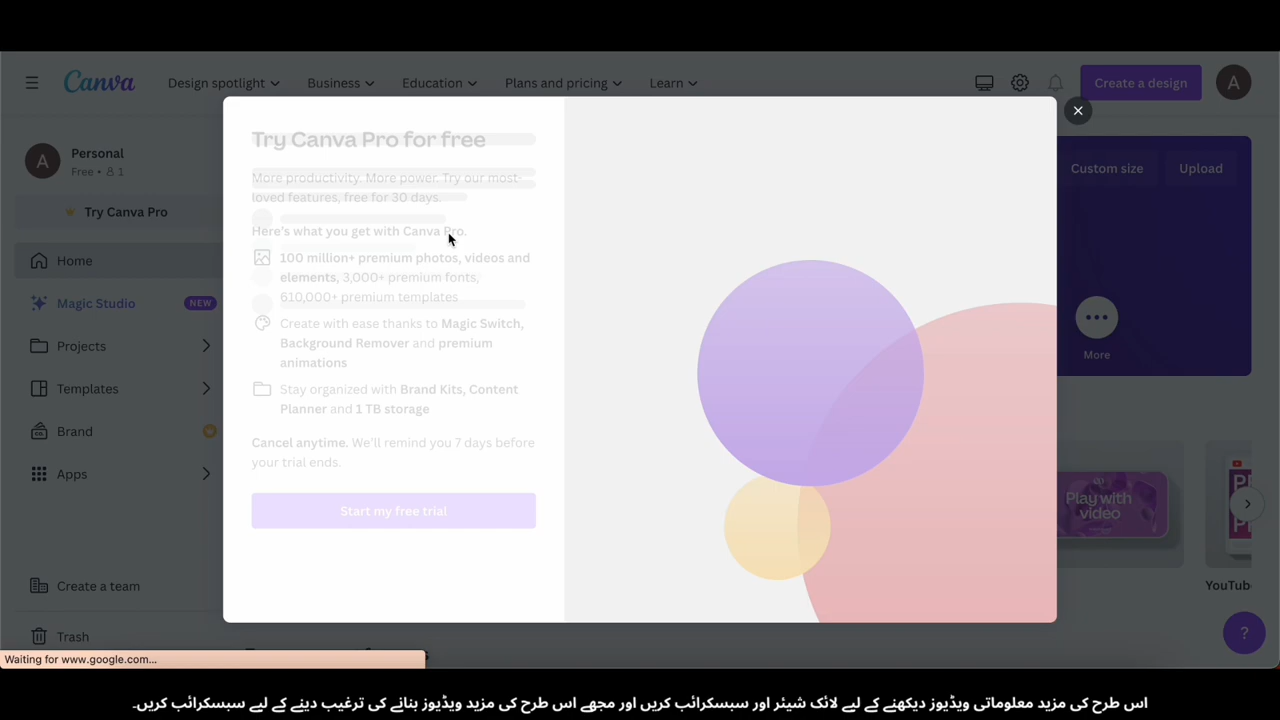 Canva
Design spotlight
Business
Education
Plans and pricing
Learn
Create a design
A
A
Personal
Free • 1
Try Canva Pro
Home
Magic Studio
NEW
Projects
Templates
Brand
Apps
Create a team
Trash
Try Canva Pro for free
More productivity. More power. Try our most-
loved features, free for 30 days.
Here's what you get with Canva Pro.
100 million+ premium photos, videos and
elements, 3,000+ premium fonts,
610,000+ premium templates
Create with ease thanks to Magic Switch,
Background Remover and premium
animations
Stay organized with Brand Kits, Content
Planner and 1 TB storage
Cancel anytime. We'll remind you 7 days before
your trial ends.
Start my free trial
Custom size
Upload
More
Play with
video
YouTub
?
Waiting for www.google.com...
اس طرح کی مزید معلوماتی ویڈیوز دیکھنے کے لیے لائک شیئر اور سبسکرائب کریں اور مجھے اس طرح کی مزید ویڈیوز بنانے کی ترغیب دینے کے لیے سبسکرائب کریں۔